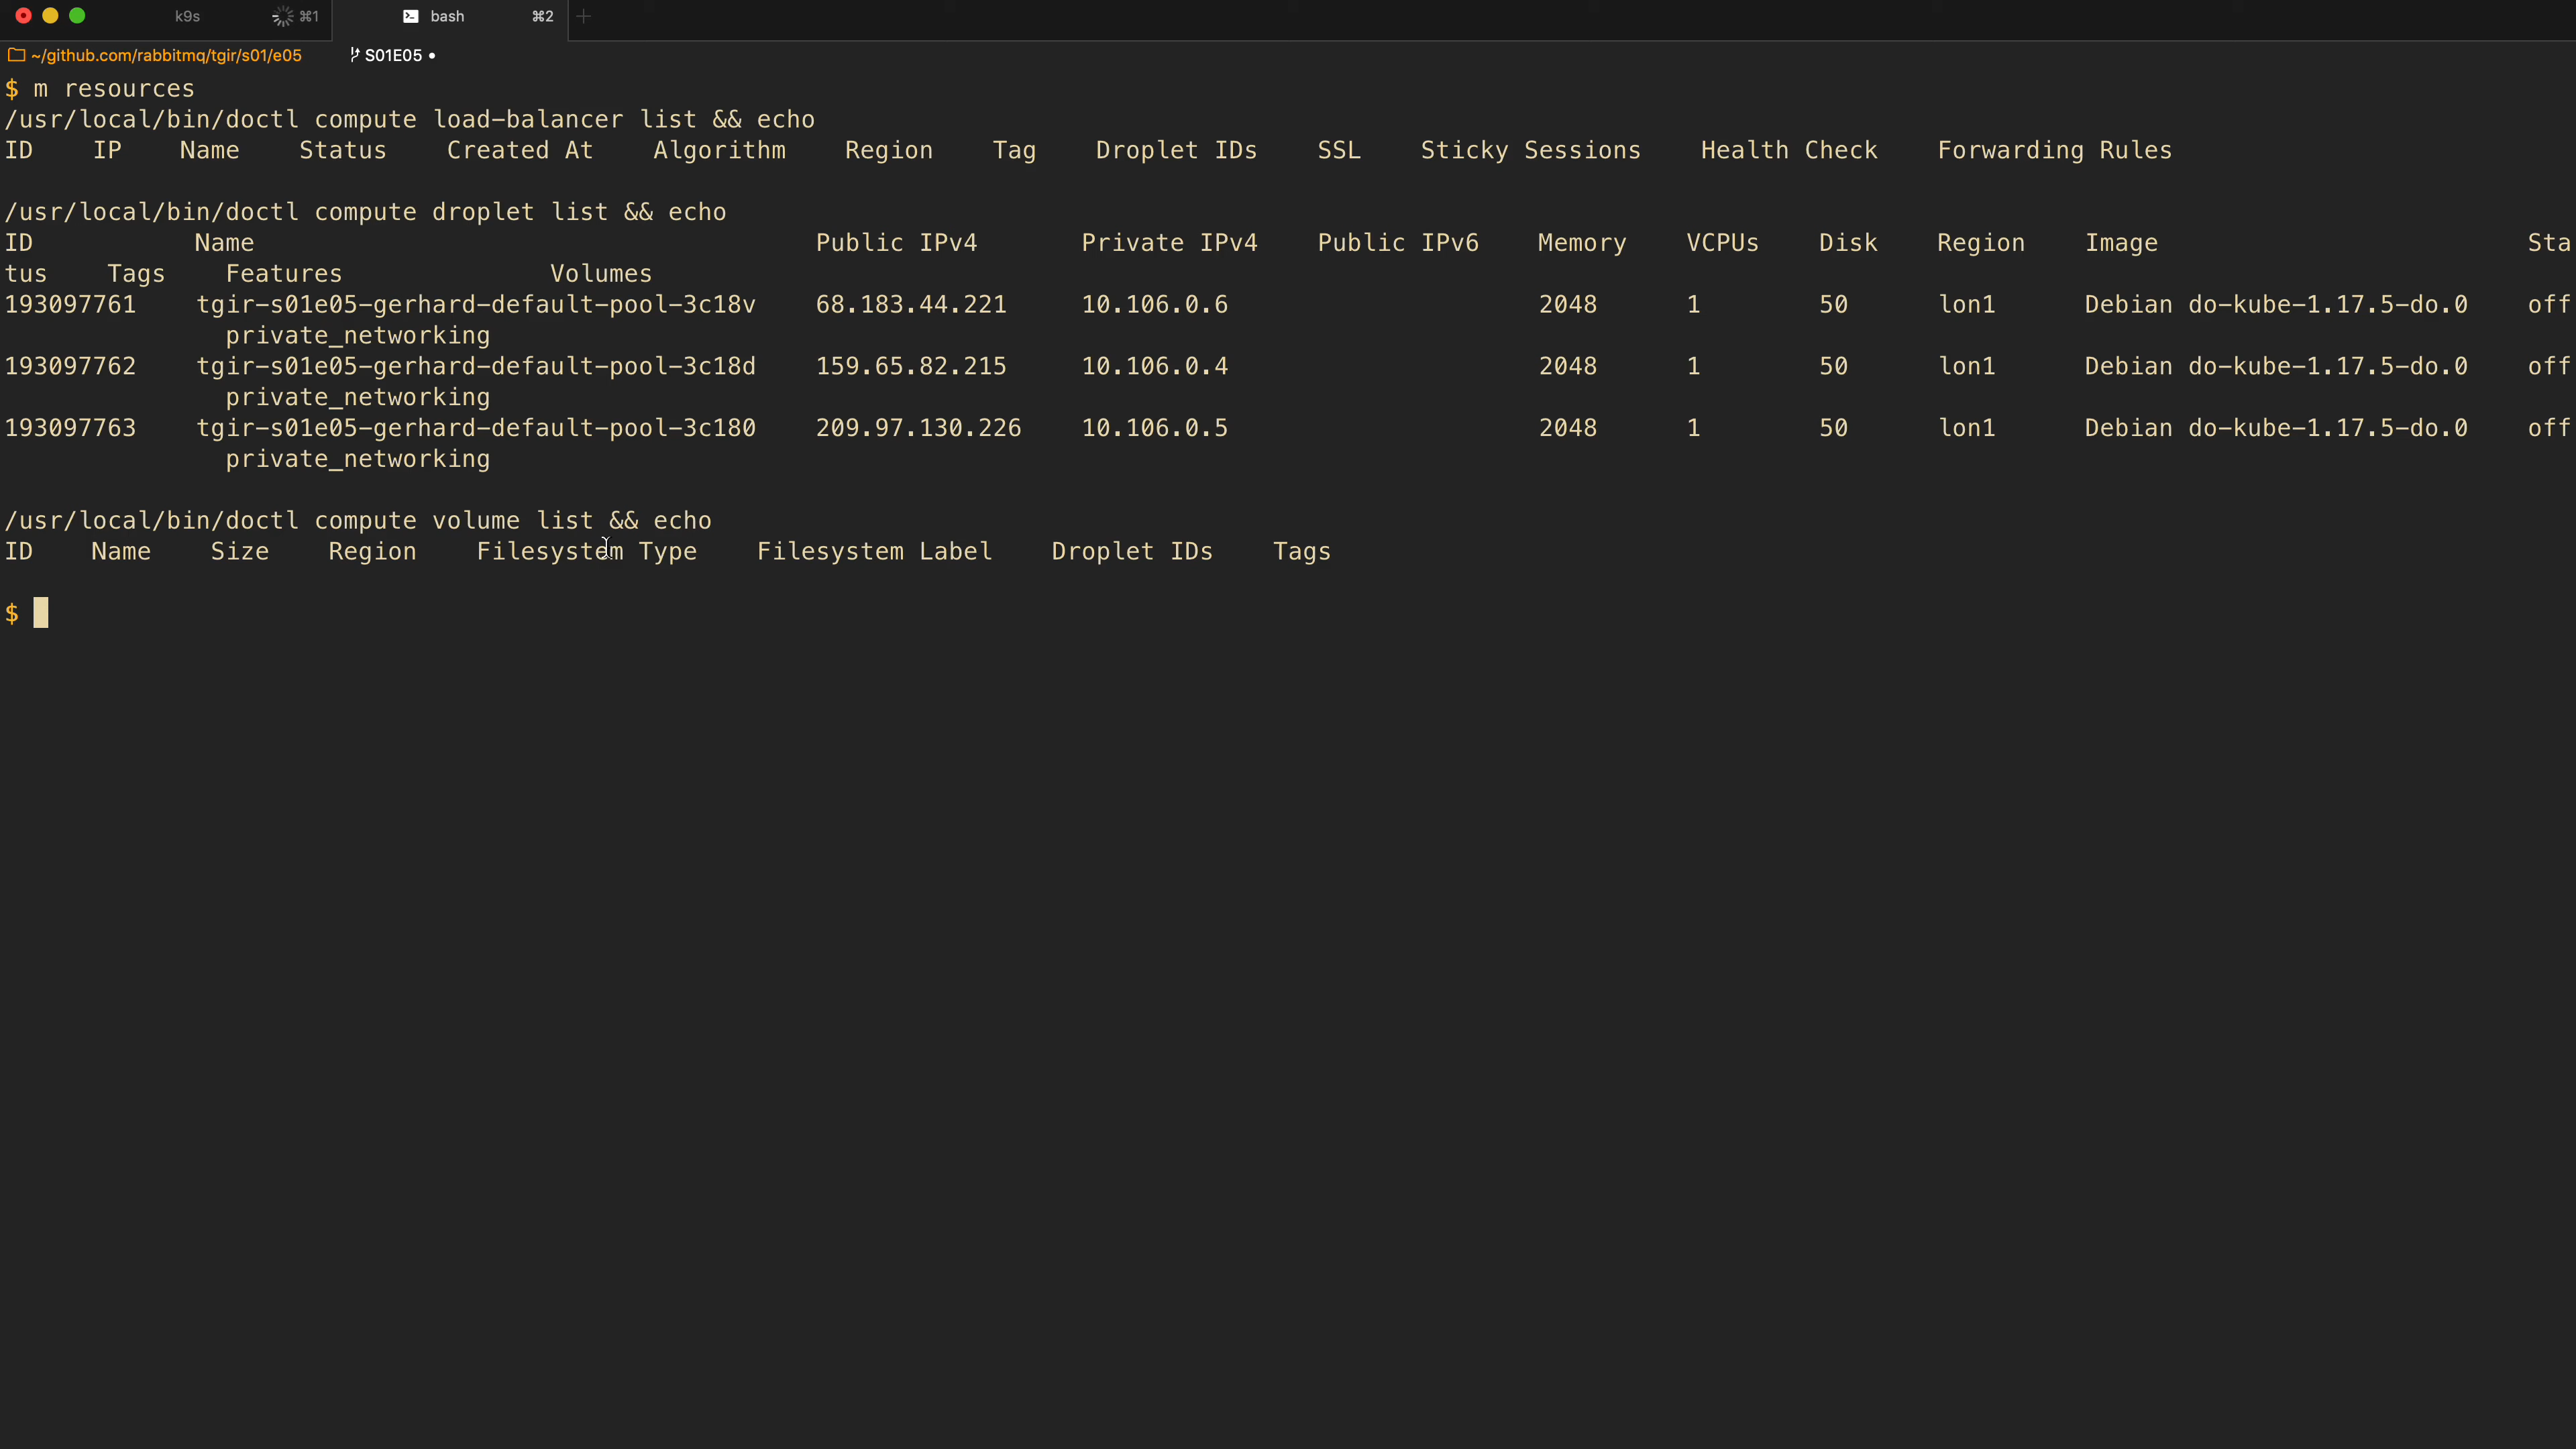 k9s ⌘1 bash ⌘2 +
~/github.com/rabbitmq/tgir/s01/e05 S01E05 •
$ m resources
/usr/local/bin/doctl compute load-balancer list && echo
ID IP Name Status Created At Algorithm Region Tag Droplet IDs SSL Sticky Sessions Health Check Forwarding Rules
/usr/local/bin/doctl compute droplet list && echo
ID Name Public IPv4 Private IPv4 Public IPv6 Memory VCPUs Disk Region Image Sta
tus Tags Features Volumes
193097761 tgir-s01e05-gerhard-default-pool-3c18v 68.183.44.221 10.106.0.6 2048 1 50 lon1 Debian do-kube-1.17.5-do.0 off
private_networking
193097762 tgir-s01e05-gerhard-default-pool-3c18d 159.65.82.215 10.106.0.4 2048 1 50 lon1 Debian do-kube-1.17.5-do.0 off
private_networking
193097763 tgir-s01e05-gerhard-default-pool-3c180 209.97.130.226 10.106.0.5 2048 1 50 lon1 Debian do-kube-1.17.5-do.0 off
private_networking
/usr/local/bin/doctl compute volume list && echo
ID Name Size Region Filesystem Type Filesystem Label Droplet IDs Tags
$